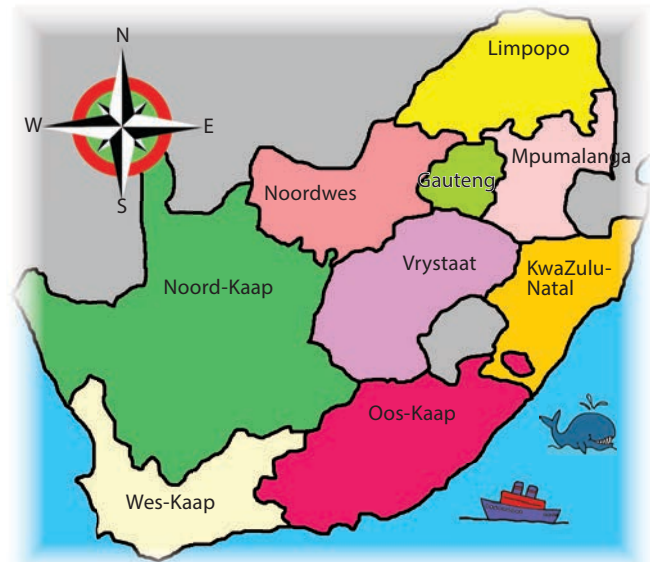 N
W
E
S
Limpopo
Mpumalanga
Gauteng
Noordwes
Vrystaat
KwaZulu-
Natal
Noord-Kaap
Oos-Kaap
Wes-Kaap